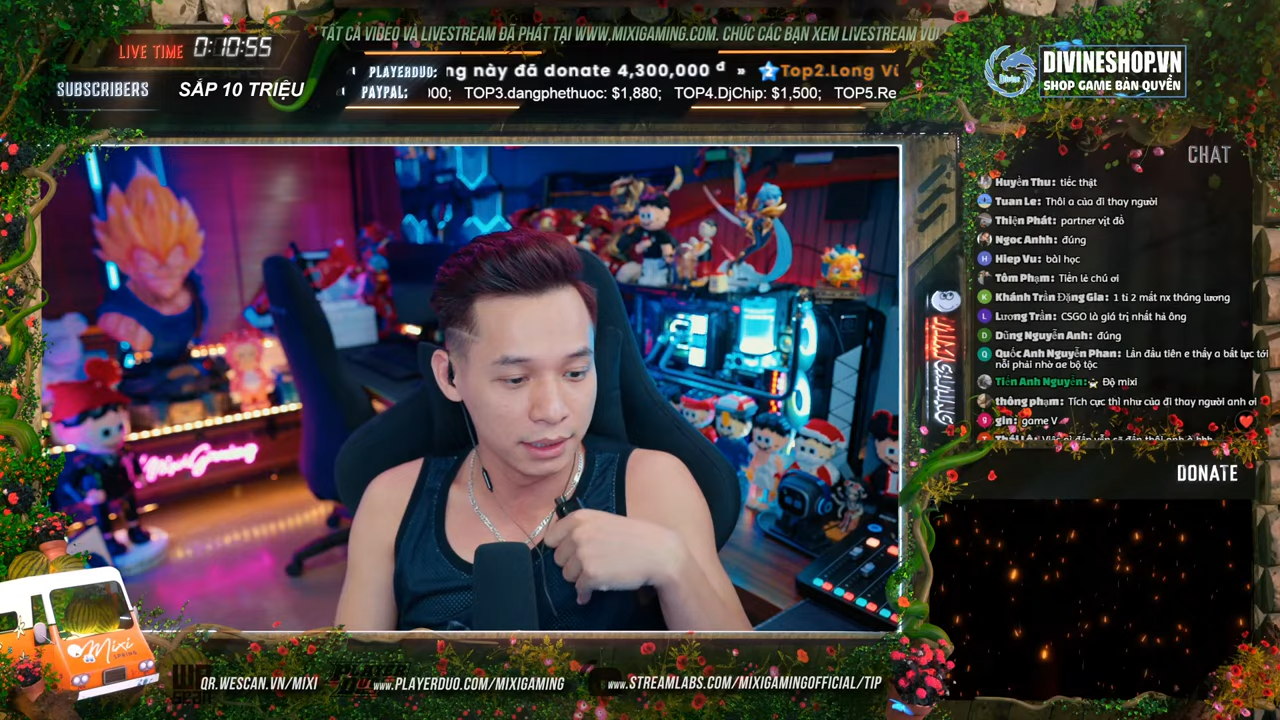 TẤT CẢ VIDEO VÀ LIVESTREAM ĐÃ PHÁT TẠI WWW.MIXIGAMING.COM. CHÚC CÁC BẠN XEM LIVESTREAM VUI
LIVE TIME 0:10:55
SUBSCRIBERS SẮP 10 TRIỆU
PLAYERDUO: ng này đã donate 4,300,000 đ » 2 Top2.Long Vũ
PAYPAL: 00; TOP3.dangphethuoc: $1,880; TOP4.DjChip: $1,500; TOP5.Re
Divine
DIVINESHOP.VN
SHOP GAME BẢN QUYỀN
CHAT
Huyền Thu: tiếc thật
Tuan Le: Thôi a của đi thay người
Thiện Phát: partner vịt đỏ
Ngoc Anhh: đúng
H Hiep Vu: bài học
Tôm Phạm: Tiền lẻ chú ơi
K Khánh Trần Đặng Gia: 1 tỉ 2 mất nx tháng lương
L Lương Trần: CSGO là giá trị nhất hả ông
D Dũng Nguyễn Anh: đúng
Q Quốc Anh Nguyễn Phan: Lần đầu tiên e thấy a bất lực tới
nỗi phải nhờ ae bộ tộc
Tiến Anh Nguyễn: Độ mixi
thông phạm: Tích cực thì như của đi thay người anh ơi
g gin: game V
DONATE
MixiGaming
Mixi
QR.WESCAN.VN/MIXI
WWW.PLAYERDUO.COM/MIXIGAMING
WWW.STREAMLABS.COM/MIXIGAMINGOFFICIAL/TIP